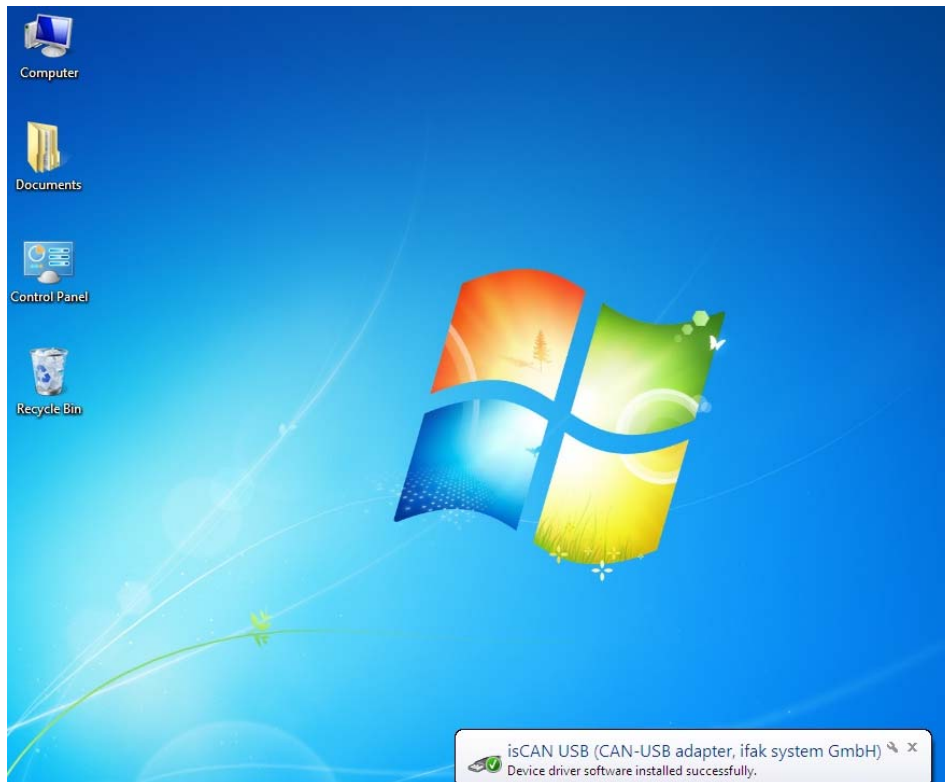 Computer
Documents
Control Panel
Recycle Bin
isCAN USB (CAN-USB adapter, ifak system GmbH)
Device driver software installed successfully.